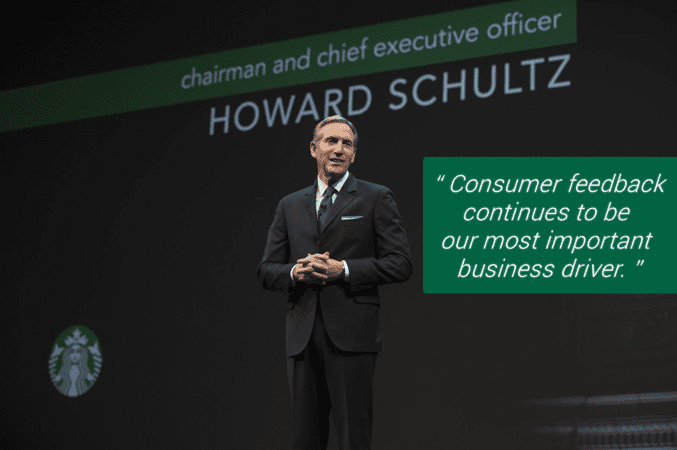 chairman and chief executive officer
HOWARD SCHULTZ
“ Consumer feedback
continues to be
our most important
business driver. ”